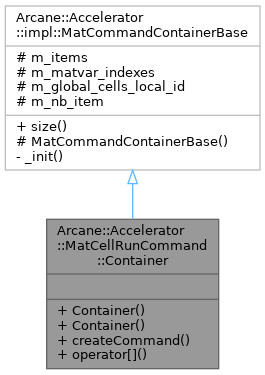 Arcane::Accelerator
::impl::MatCommandContainerBase
# m_items
# m_matvar_indexes
# m_global_cells_local_id
# m_nb_item
+ size()
# MatCommandContainerBase()
- _init()
Arcane::Accelerator
::MatCellRunCommand
::Container
+ Container()
+ Container()
+ createCommand()
+ operator[]()